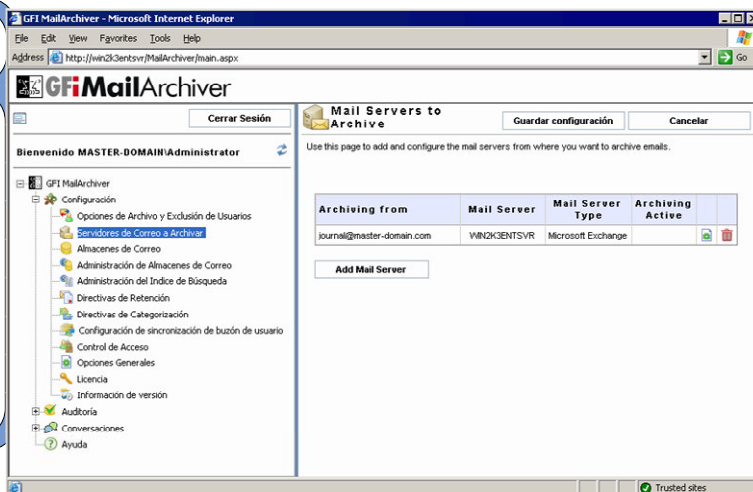 GFI MailArchiver - Microsoft Internet Explorer
File Edit View Favorites Tools Help
Address http://win2k3entsvr/MailArchiver/main.aspx Go
GFI MailArchiver
Cerrar Sesión
Bienvenido MASTER-DOMAIN\Administrator
GFI MailArchiver
Configuración
Opciones de Archivo y Exclusión de Usuarios
Servidores de Correo a Archivar
Almacenes de Correo
Administración de Almacenes de Correo
Administración del Indice de Búsqueda
Directivas de Retención
Directivas de Categorización
Configuración de sincronización de buzón de usuario
Control de Acceso
Opciones Generales
Licencia
Información de versión
Auditoría
Conversaciones
Ayuda
Mail Servers to
Archive
Guardar configuración Cancelar
Use this page to add and configure the mail servers from where you want to archive emails.
Archiving from Mail Server Mail Server Type Archiving Active
journal@master-domain.com WIN2K3ENTSVR Microsoft Exchange
Add Mail Server
Trusted sites